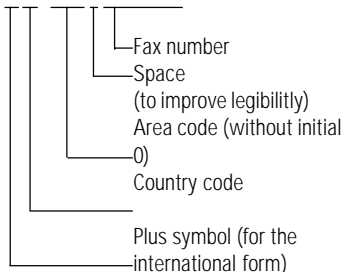 Fax number
Space
(to improve legibilitly)
Area code (without initial
0)
Country code
Plus symbol (for the
international form)